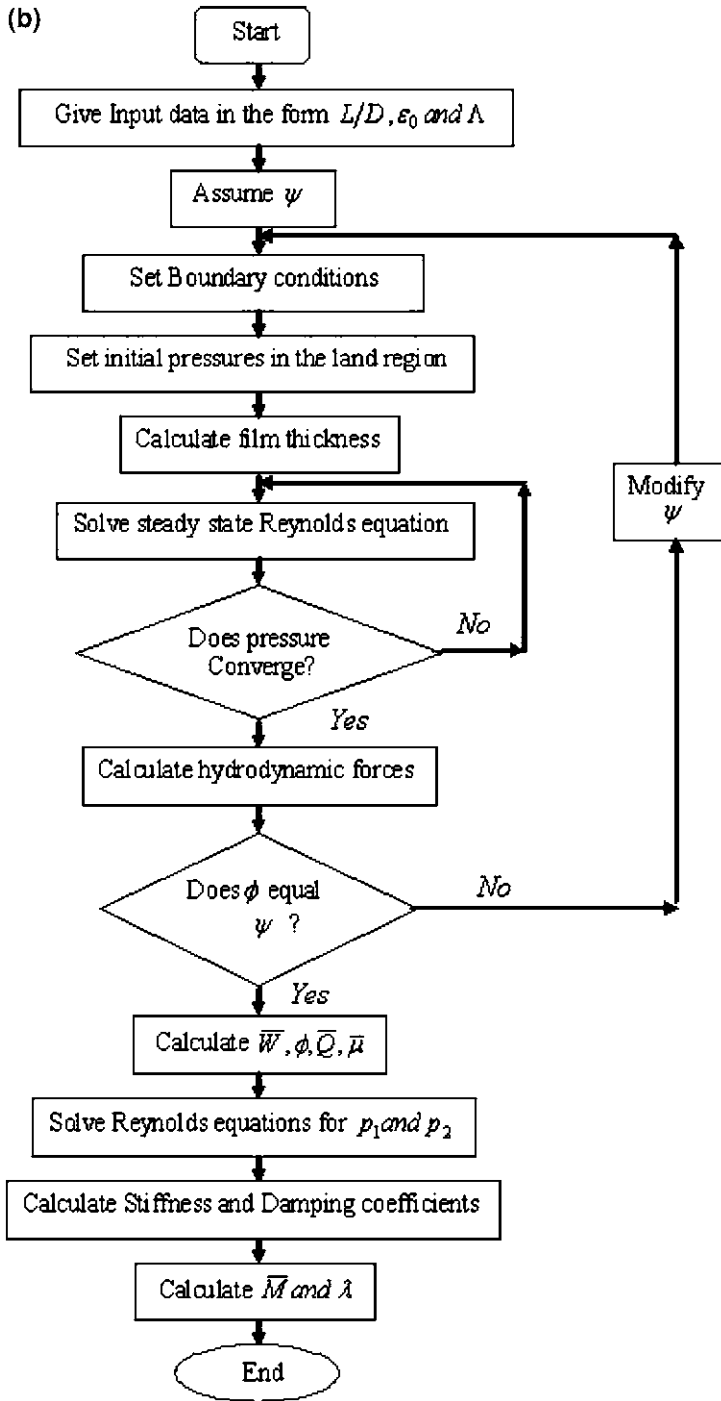 (b)
Start
Give Input data in the form L/D, ε₀ and Λ
Assume ψ
Set Boundary conditions
Set initial pressures in the land region
Calculate film thickness
Solve steady state Reynolds equation
Modify
ψ
Does pressure
Converge?
No
Yes
Calculate hydrodynamic forces
Does ϕ equal
ψ ?
No
Yes
Calculate W̅, ϕ, Q̅, μ̅
Solve Reynolds equations for p₁ and p₂
Calculate Stiffness and Damping coefficients
Calculate M̅ and λ
End